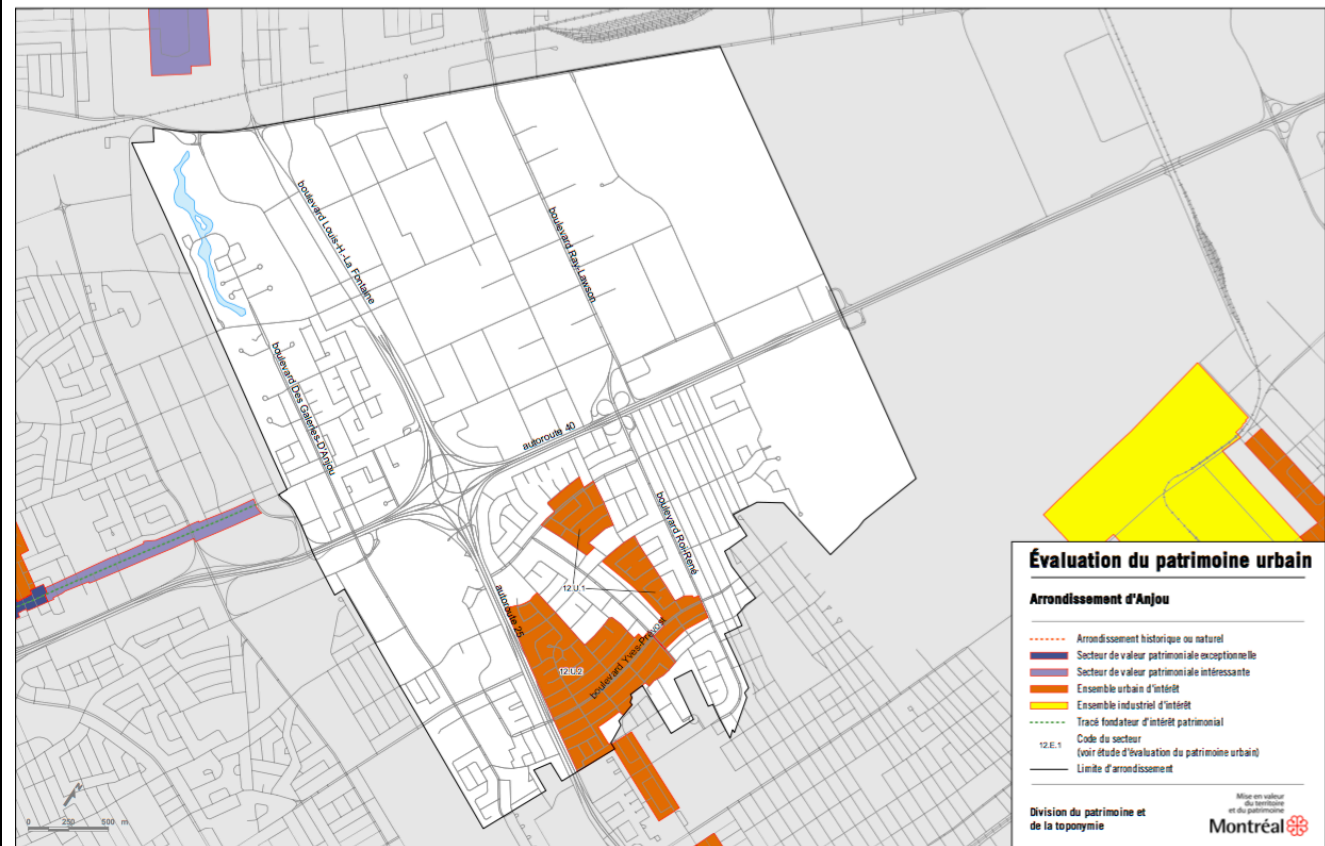 boulevard Louis-H.-La Fontaine
boulevard Ray-Lawson
boulevard Des Galeries-D'Anjou
autoroute 40
boulevard Roi-René
autoroute 25
12.U.1
12.U.2
boulevard Yves-Prévost
0 250 500 m
Évaluation du patrimoine urbain
Arrondissement d'Anjou
Arrondissement historique ou naturel
Secteur de valeur patrimoniale exceptionnelle
Secteur de valeur patrimoniale intéressante
Ensemble urbain d'intérêt
Ensemble industriel d'intérêt
Tracé fondateur d'intérêt patrimonial
12.E.1 Code du secteur
(voir étude d'évaluation du patrimoine urbain)
Limite d'arrondissement
Division du patrimoine et
de la toponymie
Mise en valeur
du territoire
et du patrimoine
Montréal